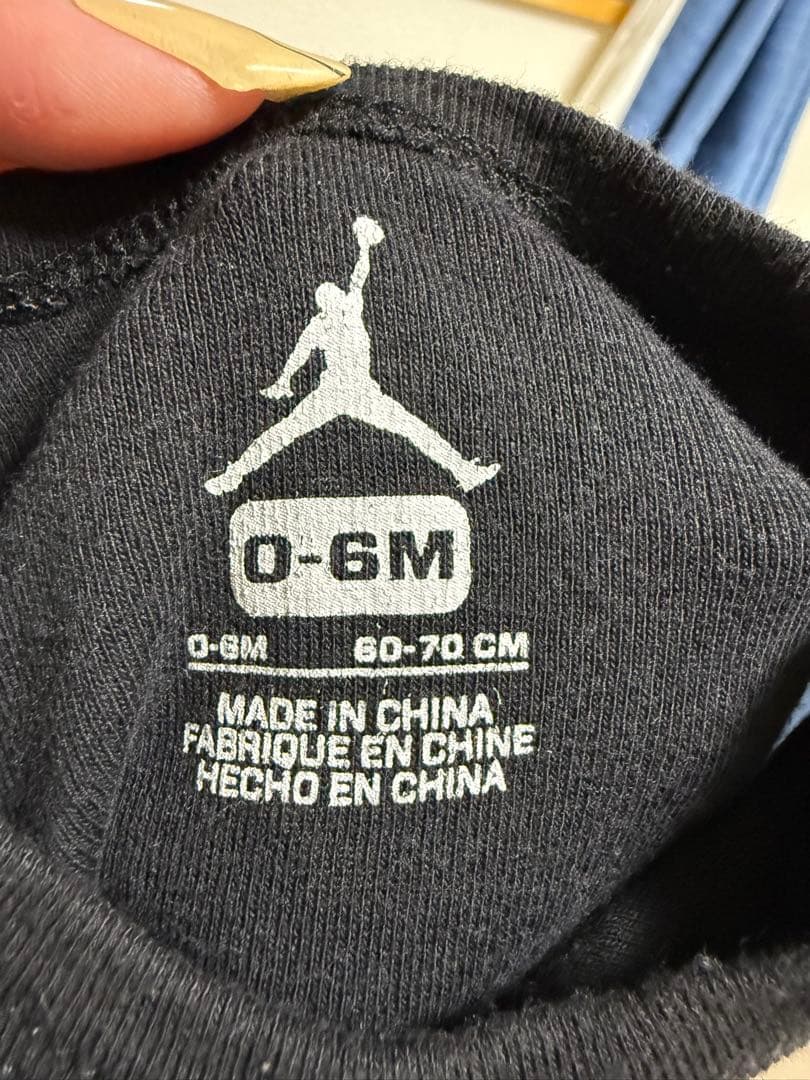 0-6M
0-6M 60-70 CM
MADE IN CHINA
FABRIQUE EN CHINE
HECHO EN CHINA